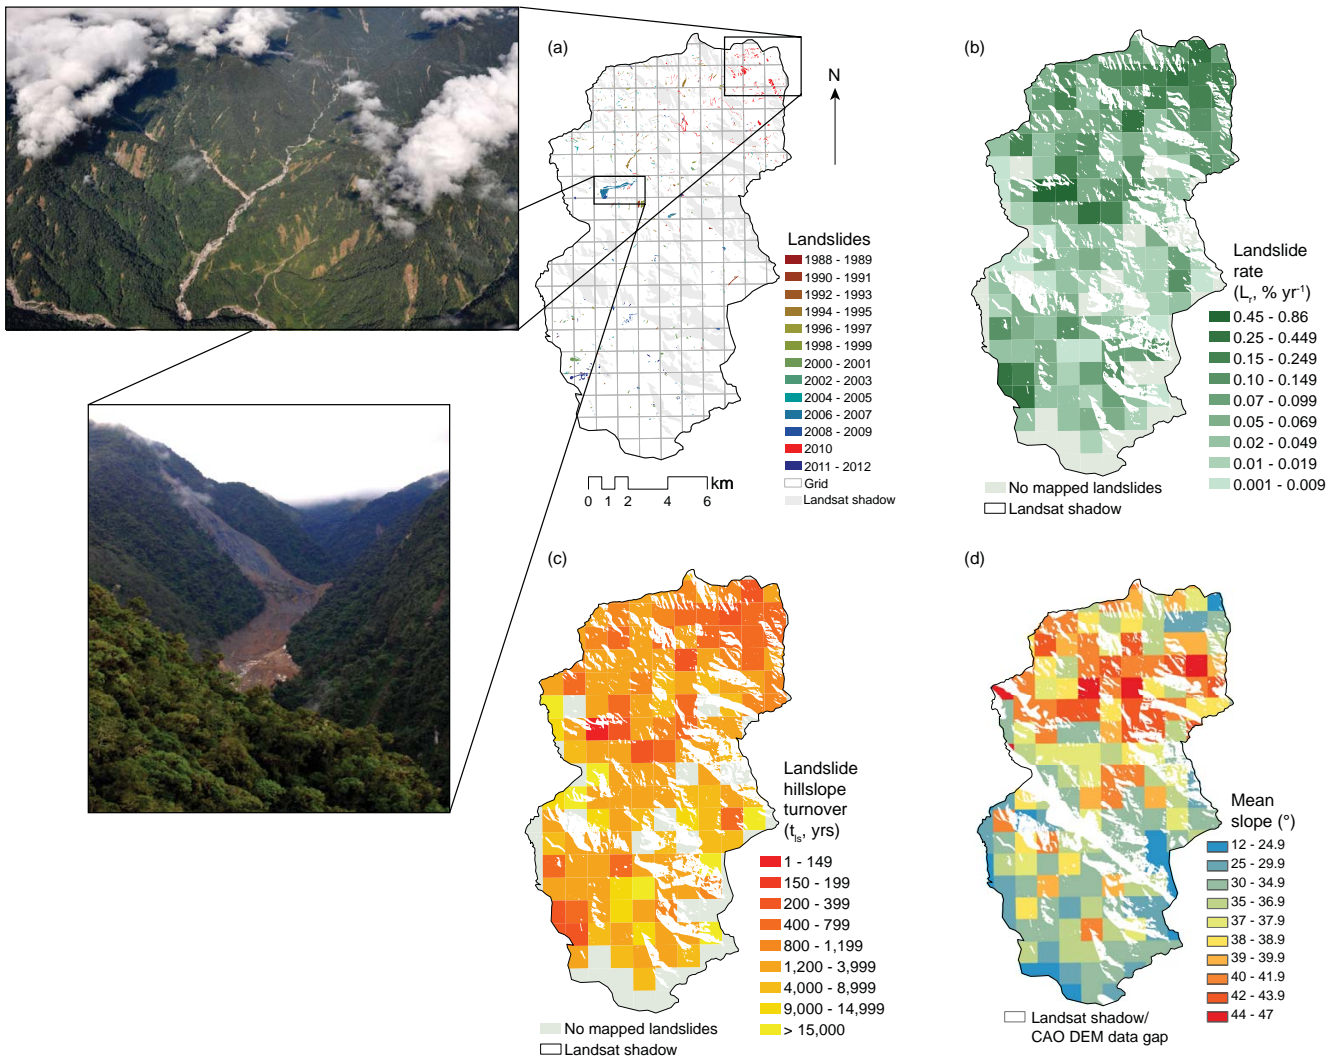 (a)
N
Landslides
1988 - 1989
1990 - 1991
1992 - 1993
1994 - 1995
1996 - 1997
1998 - 1999
2000 - 2001
2002 - 2003
2004 - 2005
2006 - 2007
2008 - 2009
2010
2011 - 2012
Grid
Landsat shadow
km
0 1 2 4 6
(b)
Landslide
rate
(Lr, % yr-1)
0.45 - 0.86
0.25 - 0.449
0.15 - 0.249
0.10 - 0.149
0.07 - 0.099
0.05 - 0.069
0.02 - 0.049
0.01 - 0.019
0.001 - 0.009
No mapped landslides
Landsat shadow
(c)
Landslide
hillslope
turnover
(tls, yrs)
1 - 149
150 - 199
200 - 399
400 - 799
800 - 1,199
1,200 - 3,999
4,000 - 8,999
9,000 - 14,999
> 15,000
No mapped landslides
Landsat shadow
(d)
Mean
slope (°)
12 - 24.9
25 - 29.9
30 - 34.9
35 - 36.9
37 - 37.9
38 - 38.9
39 - 39.9
40 - 41.9
42 - 43.9
44 - 47
Landsat shadow/
CAO DEM data gap